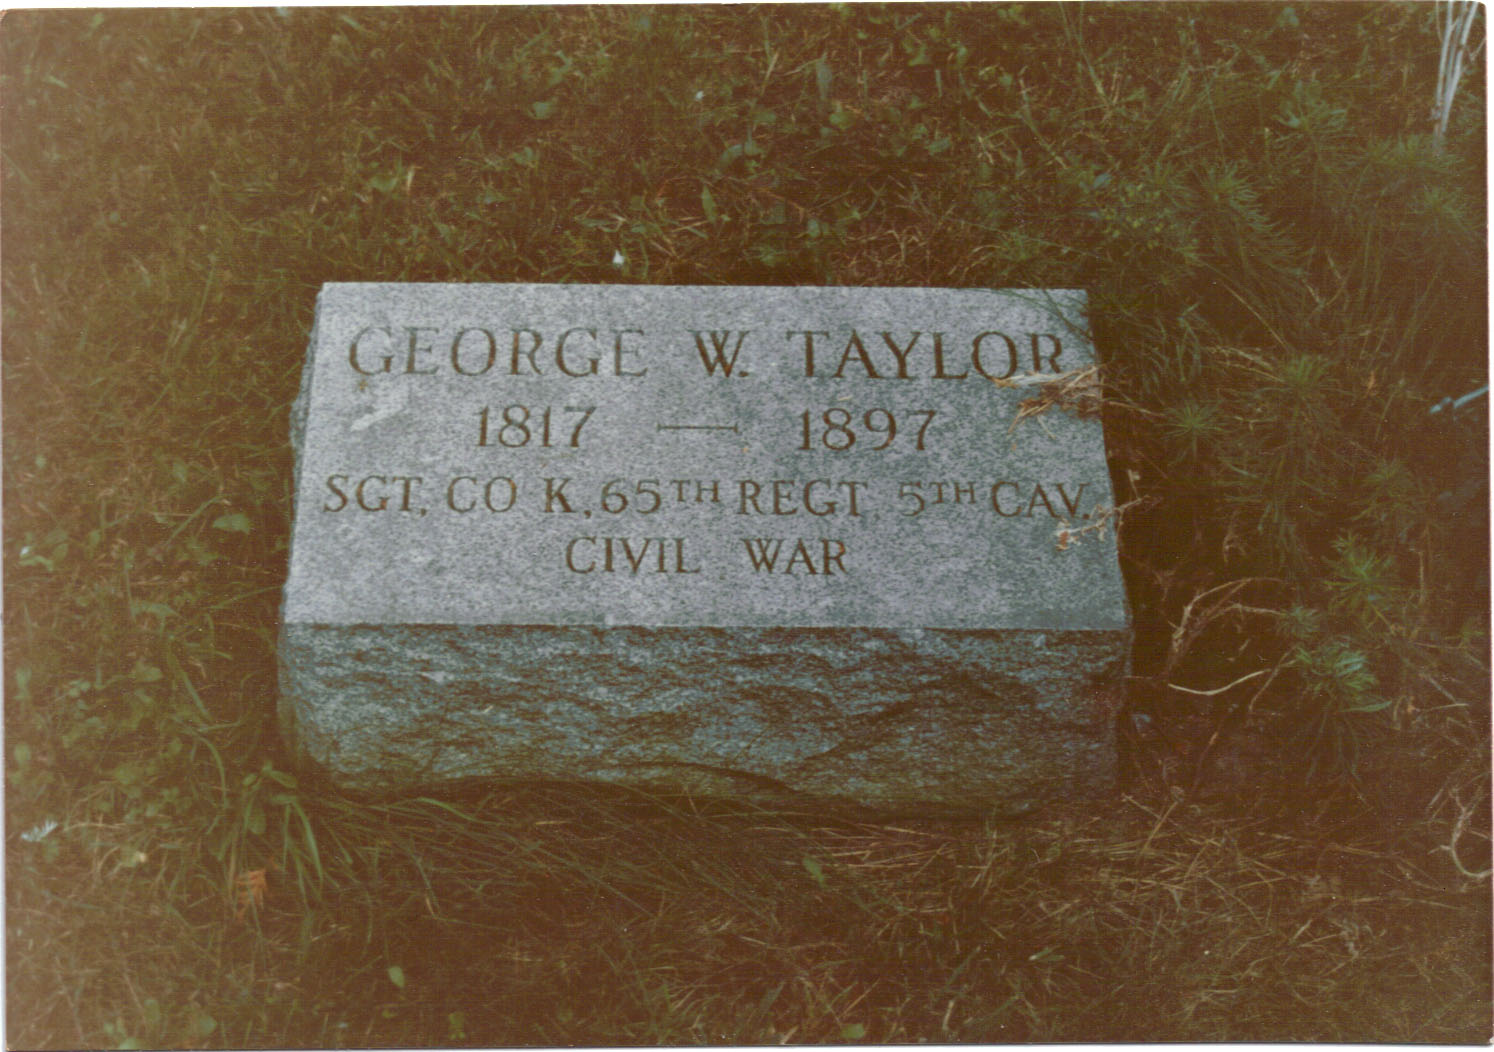 GEORGE W. TAYLOR
1817 — 1897
SGT. CO K. 65TH REGT 5TH CAV.
CIVIL WAR